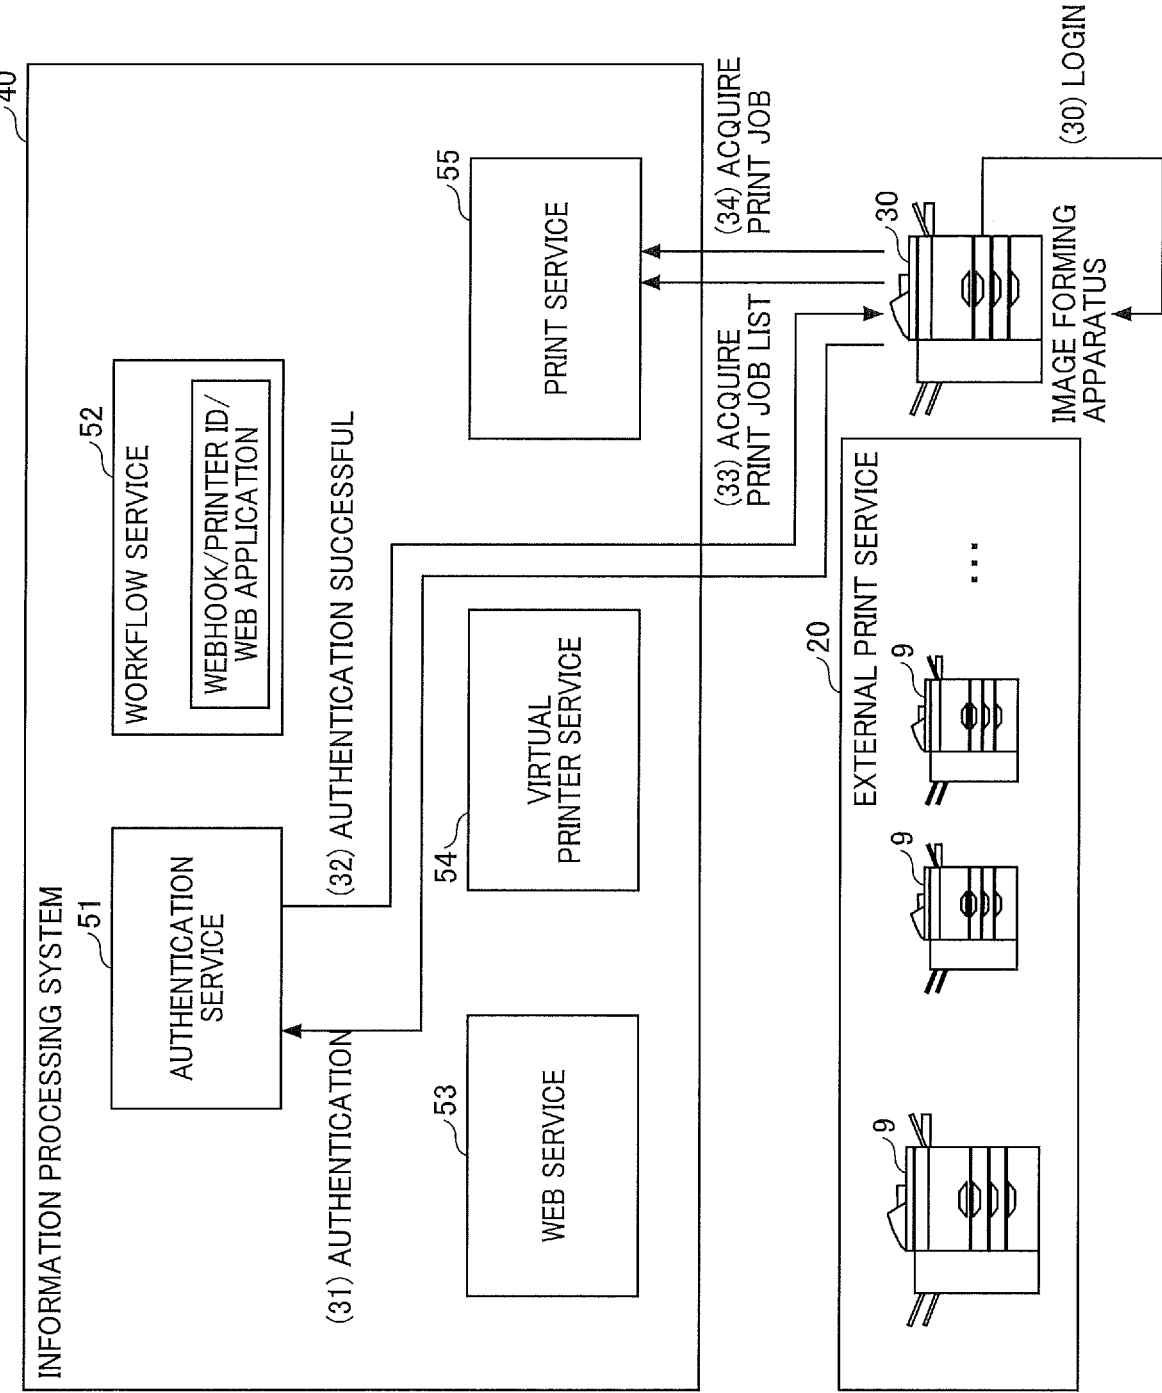 40
INFORMATION PROCESSING SYSTEM
51
AUTHENTICATION
SERVICE
52
WORKFLOW SERVICE
WEBHOOK/PRINTER ID/
WEB APPLICATION
(31) AUTHENTICATION
(32) AUTHENTICATION SUCCESSFUL
53
WEB SERVICE
54
VIRTUAL
PRINTER SERVICE
55
PRINT SERVICE
(33) ACQUIRE
PRINT JOB LIST
(34) ACQUIRE
PRINT JOB
20
EXTERNAL PRINT SERVICE
9
9
9
...
30
IMAGE FORMING
APPARATUS
(30) LOGIN